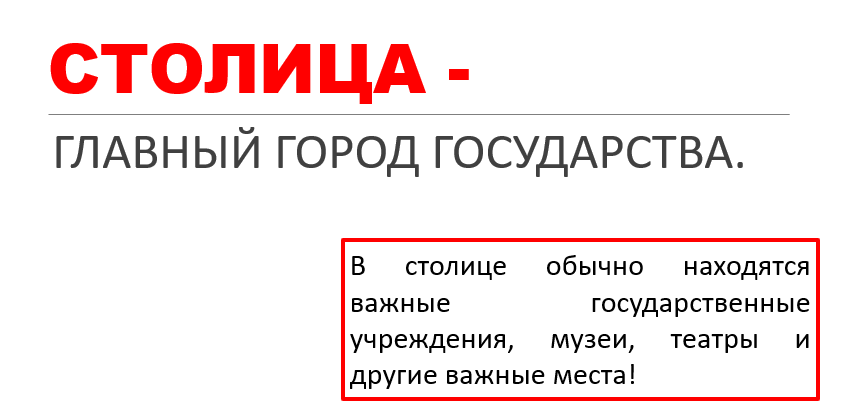 СТОЛИЦА -
ГЛАВНЫЙ ГОРОД ГОСУДАРСТВА.
В столице обычно находятся
важные государственные
учреждения, музеи, театры и
другие важные места!